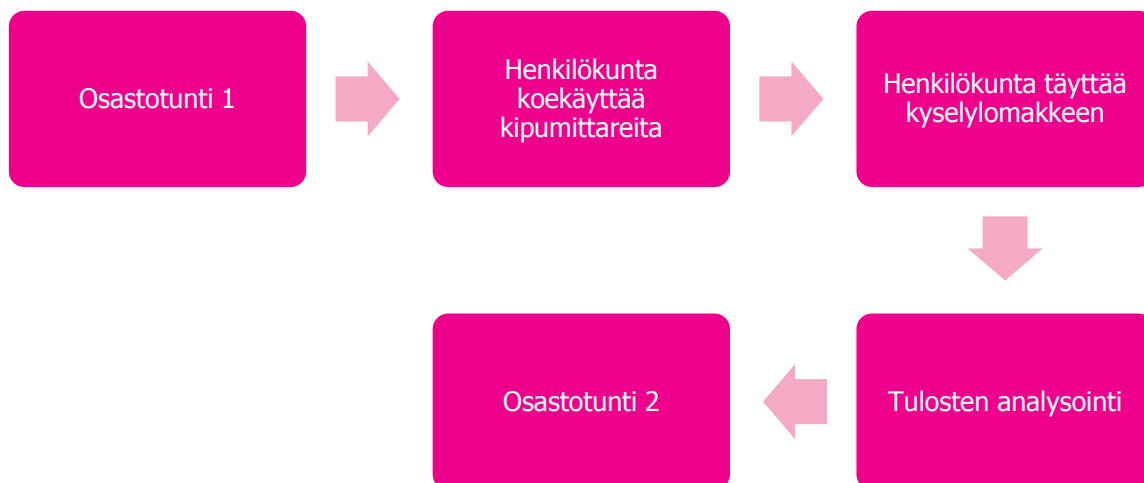 Osastotunti 1
Henkilökunta
koekäyttää
kipumittareita
Henkilökunta täyttää
kyselylomakkeen
Tulosten analysointi
Osastotunti 2